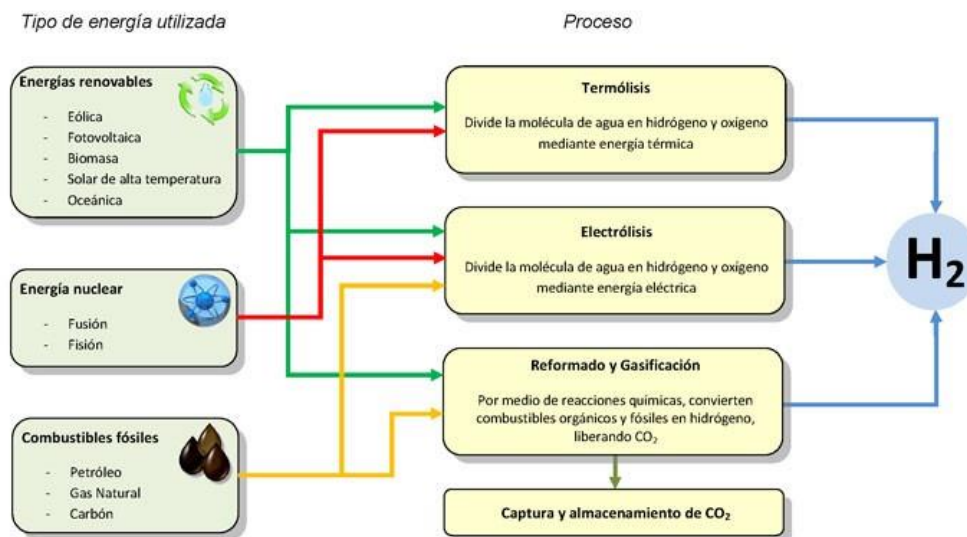 Tipo de energía utilizada
Proceso
Energías renovables
- Eólica
- Fotovoltaica
- Biomasa
- Solar de alta temperatura
- Oceánica
Energía nuclear
- Fusión
- Fisión
Combustibles fósiles
- Petróleo
- Gas Natural
- Carbón
Termólisis
Divide la molécula de agua en hidrógeno y oxígeno
mediante energía térmica
Electrólisis
Divide la molécula de agua en hidrógeno y oxígeno
mediante energía eléctrica
Reformado y Gasificación
Por medio de reacciones químicas, convierten
combustibles orgánicos y fósiles en hidrógeno,
liberando CO₂
Captura y almacenamiento de CO₂
H₂